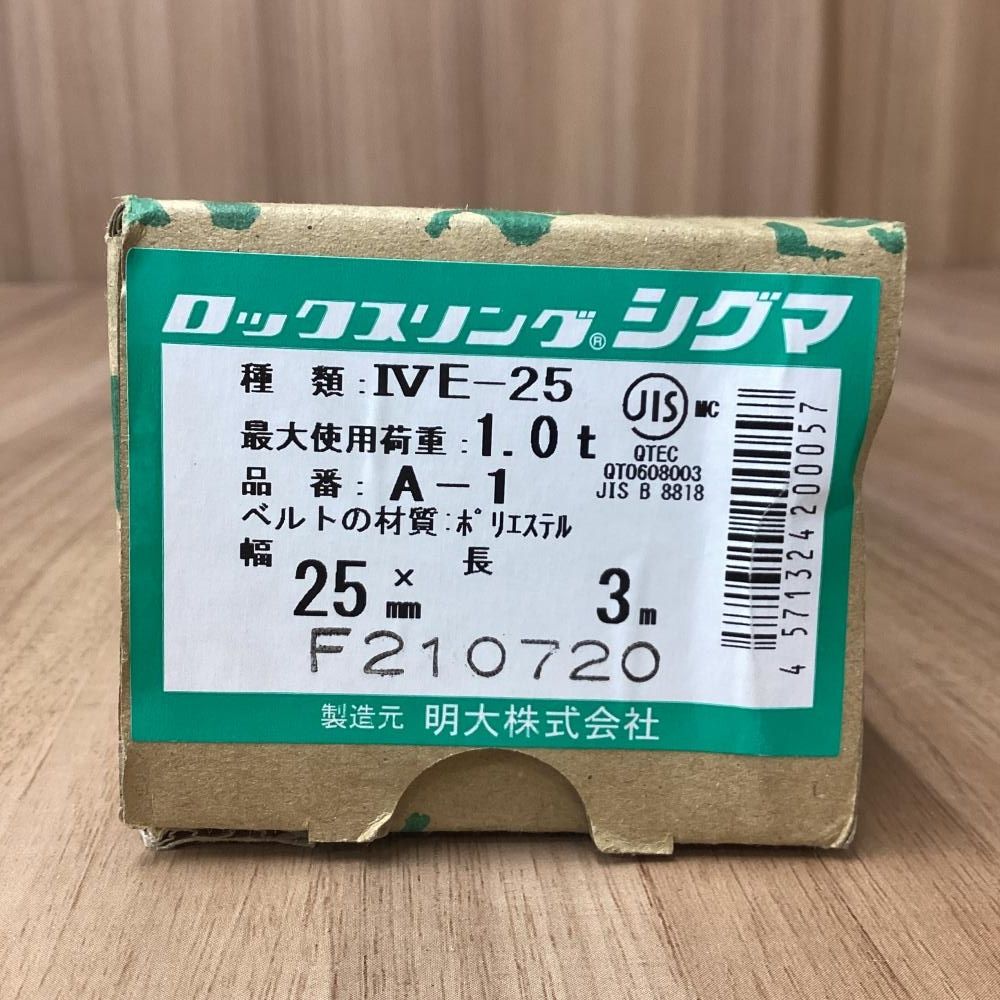 ロックスリング® シグマ
種 類:ⅣE-25
最大使用荷重:1.0t
品 番:A-1
ベルトの材質:ポリエステル
幅 25mm × 長 3m
F210720
JIS MC
QTEC
QT0608003
JIS B 8818
4571324200057
製造元 明大株式会社